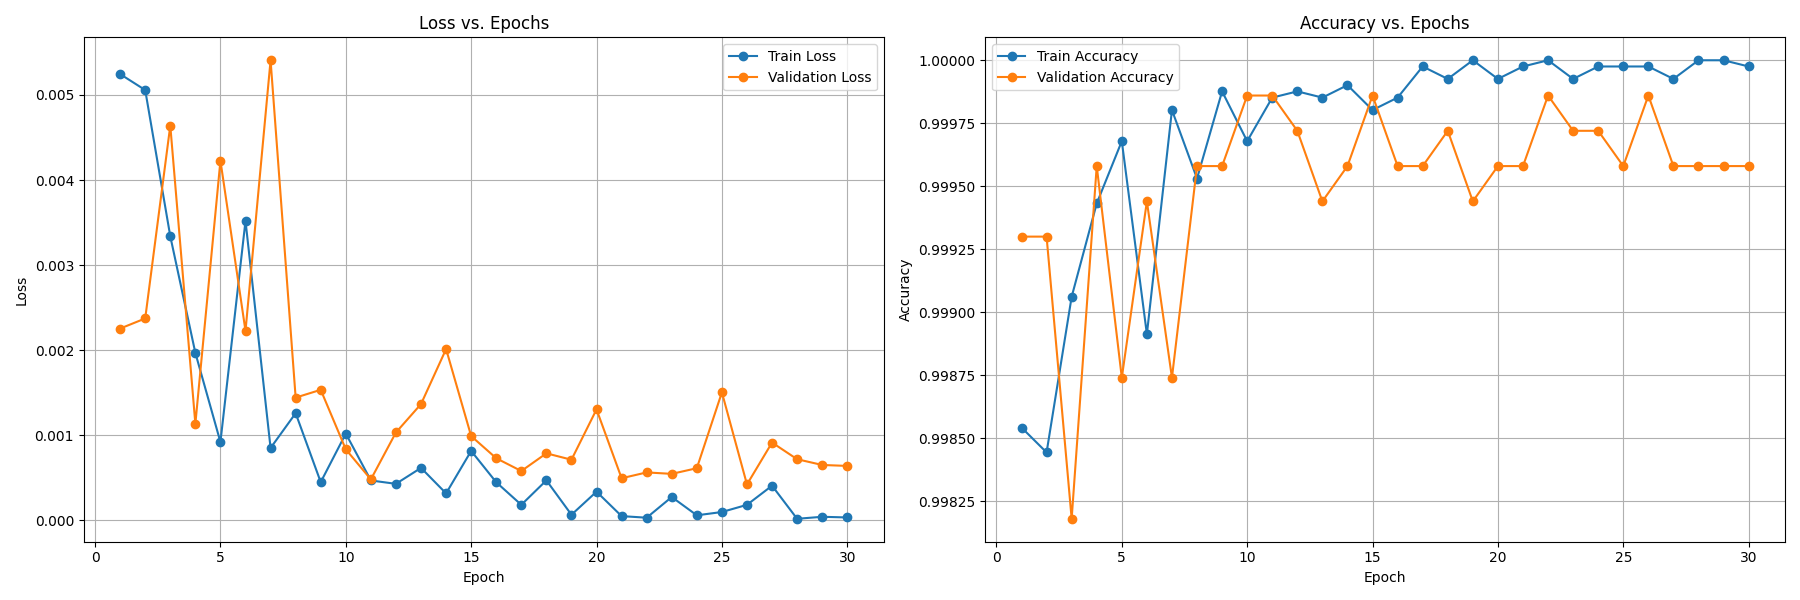 Loss vs. Epochs
Train Loss
Validation Loss
0.005
0.004
0.003
0.002
0.001
0.000
Loss
0 5 10 15 20 25 30
Epoch
Accuracy vs. Epochs
Train Accuracy
Validation Accuracy
1.00000
0.99975
0.99950
0.99925
0.99900
0.99875
0.99850
0.99825
Accuracy
0 5 10 15 20 25 30
Epoch